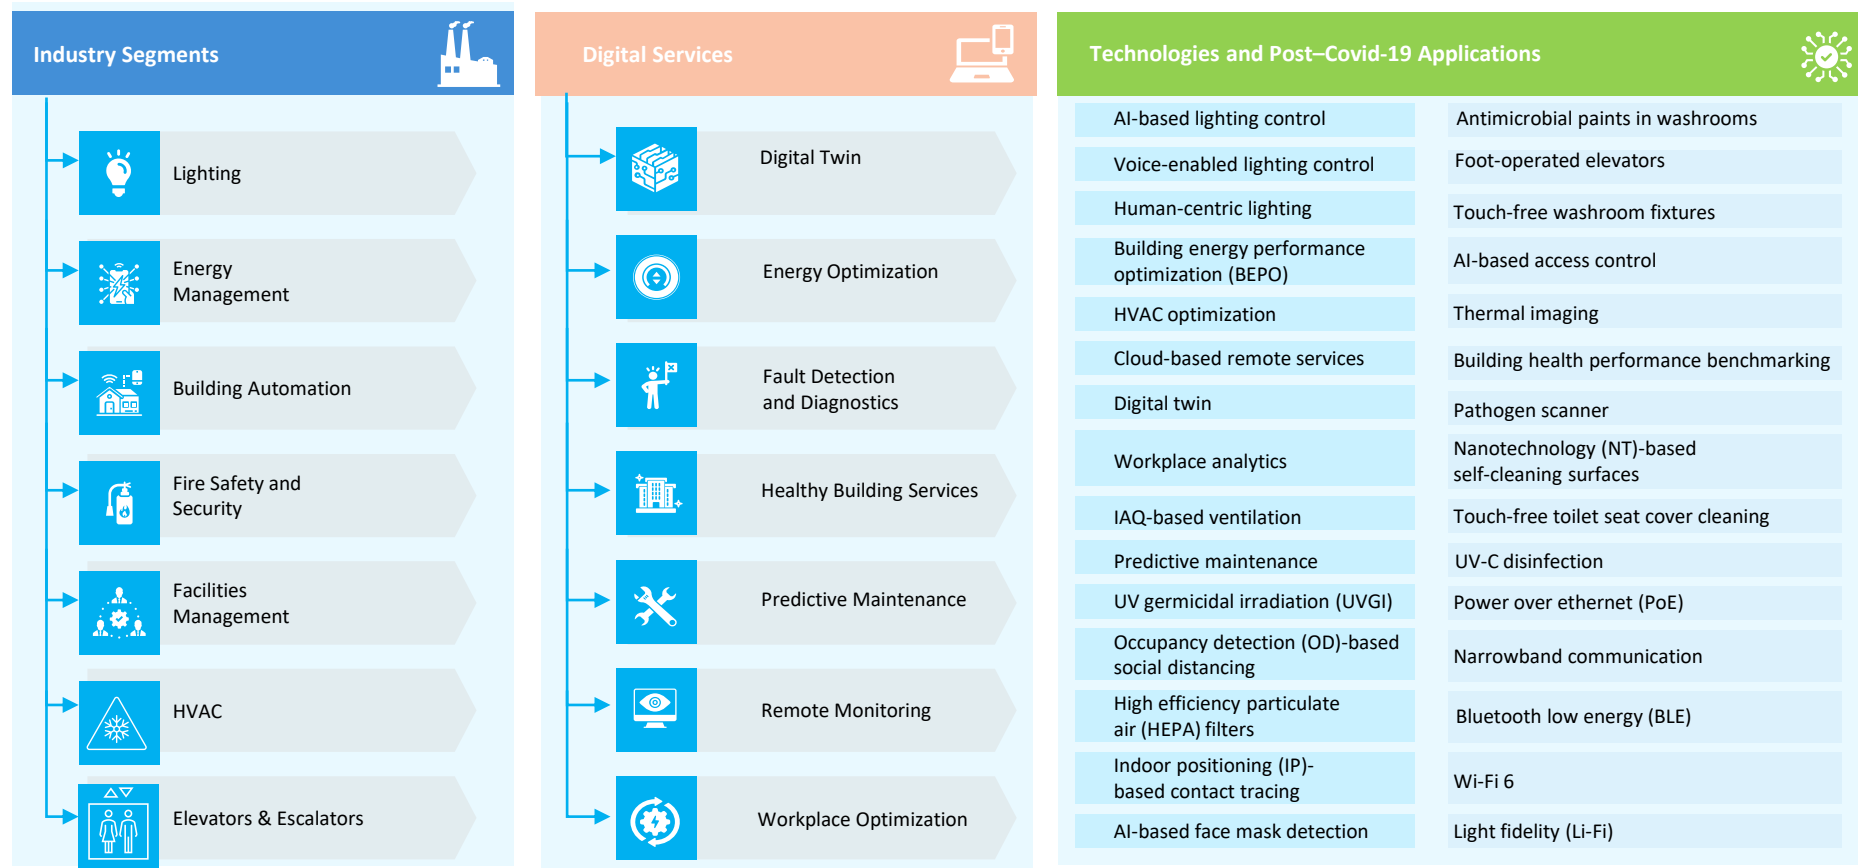 Industry Segments
Lighting
Energy
Management
Building Automation
Fire Safety and
Security
Facilities
Management
HVAC
Elevators & Escalators
Digital Services
Digital Twin
Energy Optimization
Fault Detection
and Diagnostics
Healthy Building Services
Predictive Maintenance
Remote Monitoring
Workplace Optimization
Technologies and Post–Covid-19 Applications
AI-based lighting control
Voice-enabled lighting control
Human-centric lighting
Building energy performance
optimization (BEPO)
HVAC optimization
Cloud-based remote services
Digital twin
Workplace analytics
IAQ-based ventilation
Predictive maintenance
UV germicidal irradiation (UVGI)
Occupancy detection (OD)-based
social distancing
High efficiency particulate
air (HEPA) filters
Indoor positioning (IP)-
based contact tracing
AI-based face mask detection
Antimicrobial paints in washrooms
Foot-operated elevators
Touch-free washroom fixtures
AI-based access control
Thermal imaging
Building health performance benchmarking
Pathogen scanner
Nanotechnology (NT)-based
self-cleaning surfaces
Touch-free toilet seat cover cleaning
UV-C disinfection
Power over ethernet (PoE)
Narrowband communication
Bluetooth low energy (BLE)
Wi-Fi 6
Light fidelity (Li-Fi)